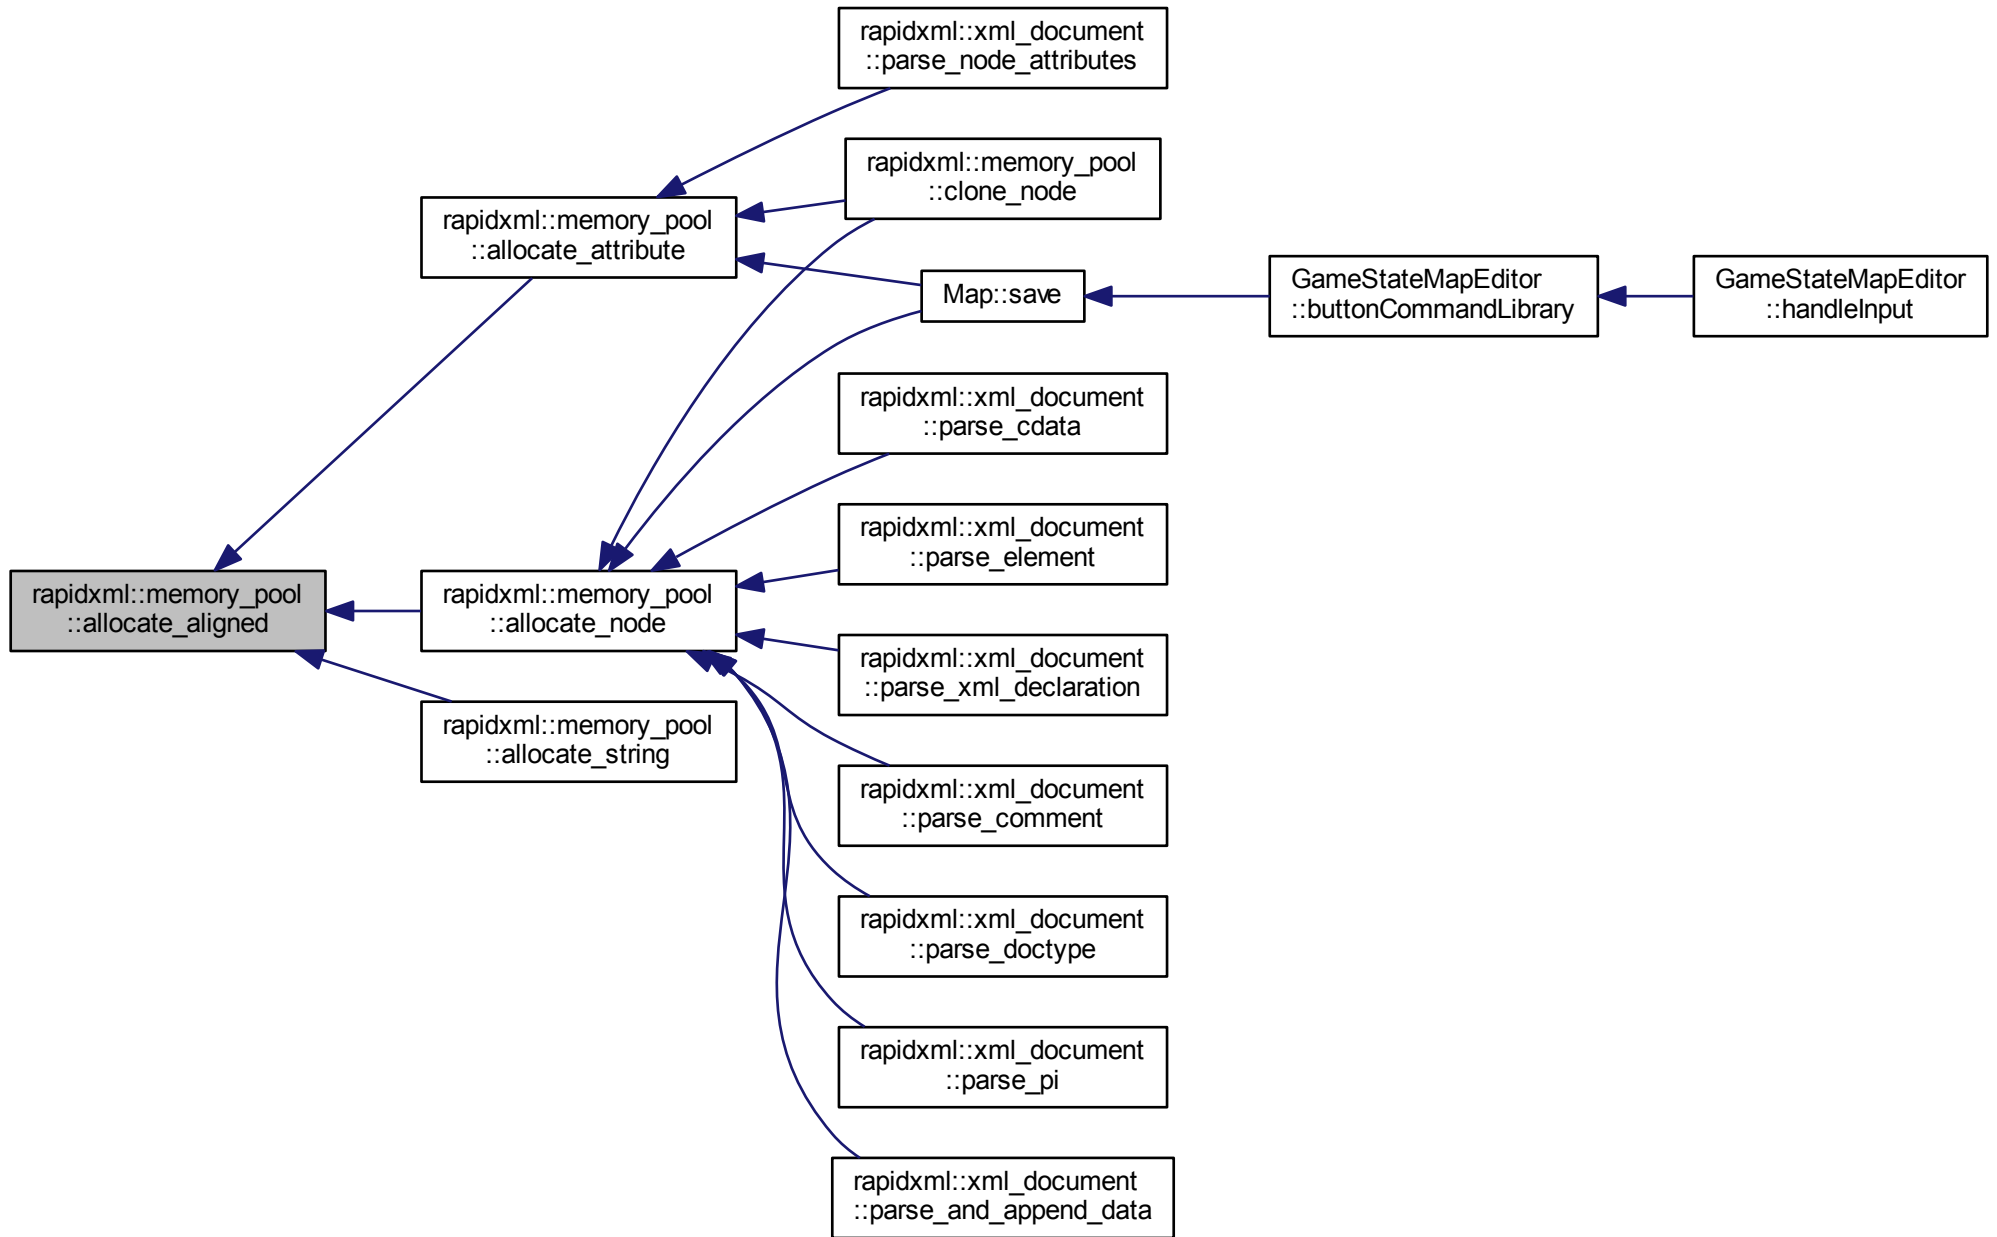 rapidxml::xml_document
::parse_node_attributes
rapidxml::memory_pool
::clone_node
rapidxml::memory_pool
::allocate_attribute
Map::save
GameStateMapEditor
::buttonCommandLibrary
GameStateMapEditor
::handleInput
rapidxml::xml_document
::parse_cdata
rapidxml::xml_document
::parse_element
rapidxml::memory_pool
::allocate_aligned
rapidxml::memory_pool
::allocate_node
rapidxml::xml_document
::parse_xml_declaration
rapidxml::memory_pool
::allocate_string
rapidxml::xml_document
::parse_comment
rapidxml::xml_document
::parse_doctype
rapidxml::xml_document
::parse_pi
rapidxml::xml_document
::parse_and_append_data